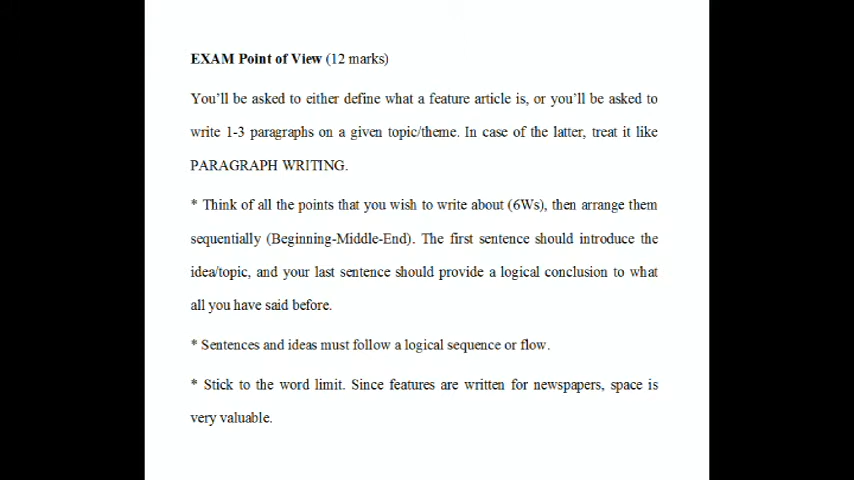 EXAM Point of View (12 marks)
You'll be asked to either define what a feature article is, or you'll be asked to
write 1-3 paragraphs on a given topic/theme. In case of the latter, treat it like
PARAGRAPH WRITING.
* Think of all the points that you wish to write about (6Ws), then arrange them
sequentially (Beginning-Middle-End). The first sentence should introduce the
idea/topic, and your last sentence should provide a logical conclusion to what
all you have said before.
* Sentences and ideas must follow a logical sequence or flow.
* Stick to the word limit. Since features are written for newspapers, space is
very valuable.